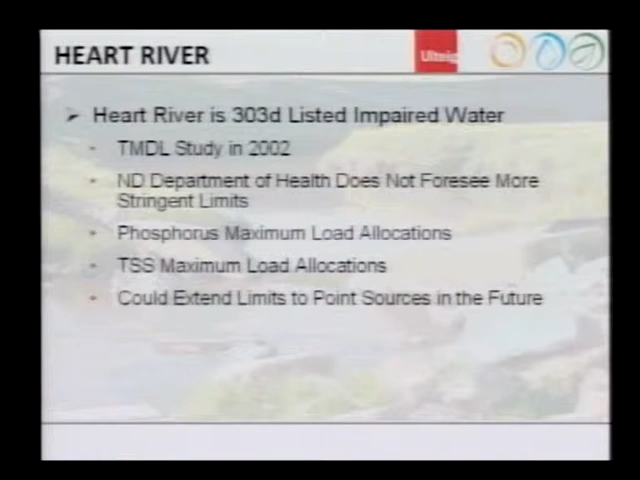 HEART RIVER
Ulteig
Heart River is 303d Listed Impaired Water
TMDL Study in 2002
ND Department of Health Does Not Foresee More
Stringent Limits
Phosphorus Maximum Load Allocations
TSS Maximum Load Allocations
Could Extend Limits to Point Sources in the Future